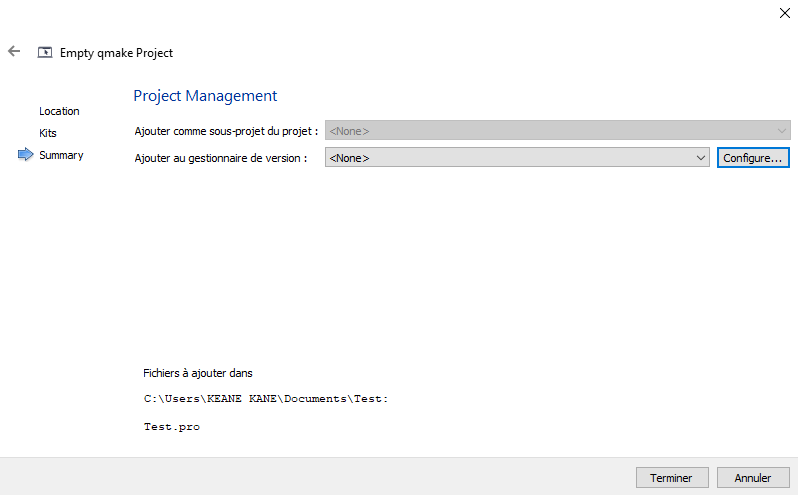 Empty qmake Project
Project Management
Location
Kits
Summary
Ajouter comme sous-projet du projet : <None>
Ajouter au gestionnaire de version : <None> Configure...
Fichiers à ajouter dans
C:\Users\KEANE KANE\Documents\Test:
Test.pro
Terminer Annuler